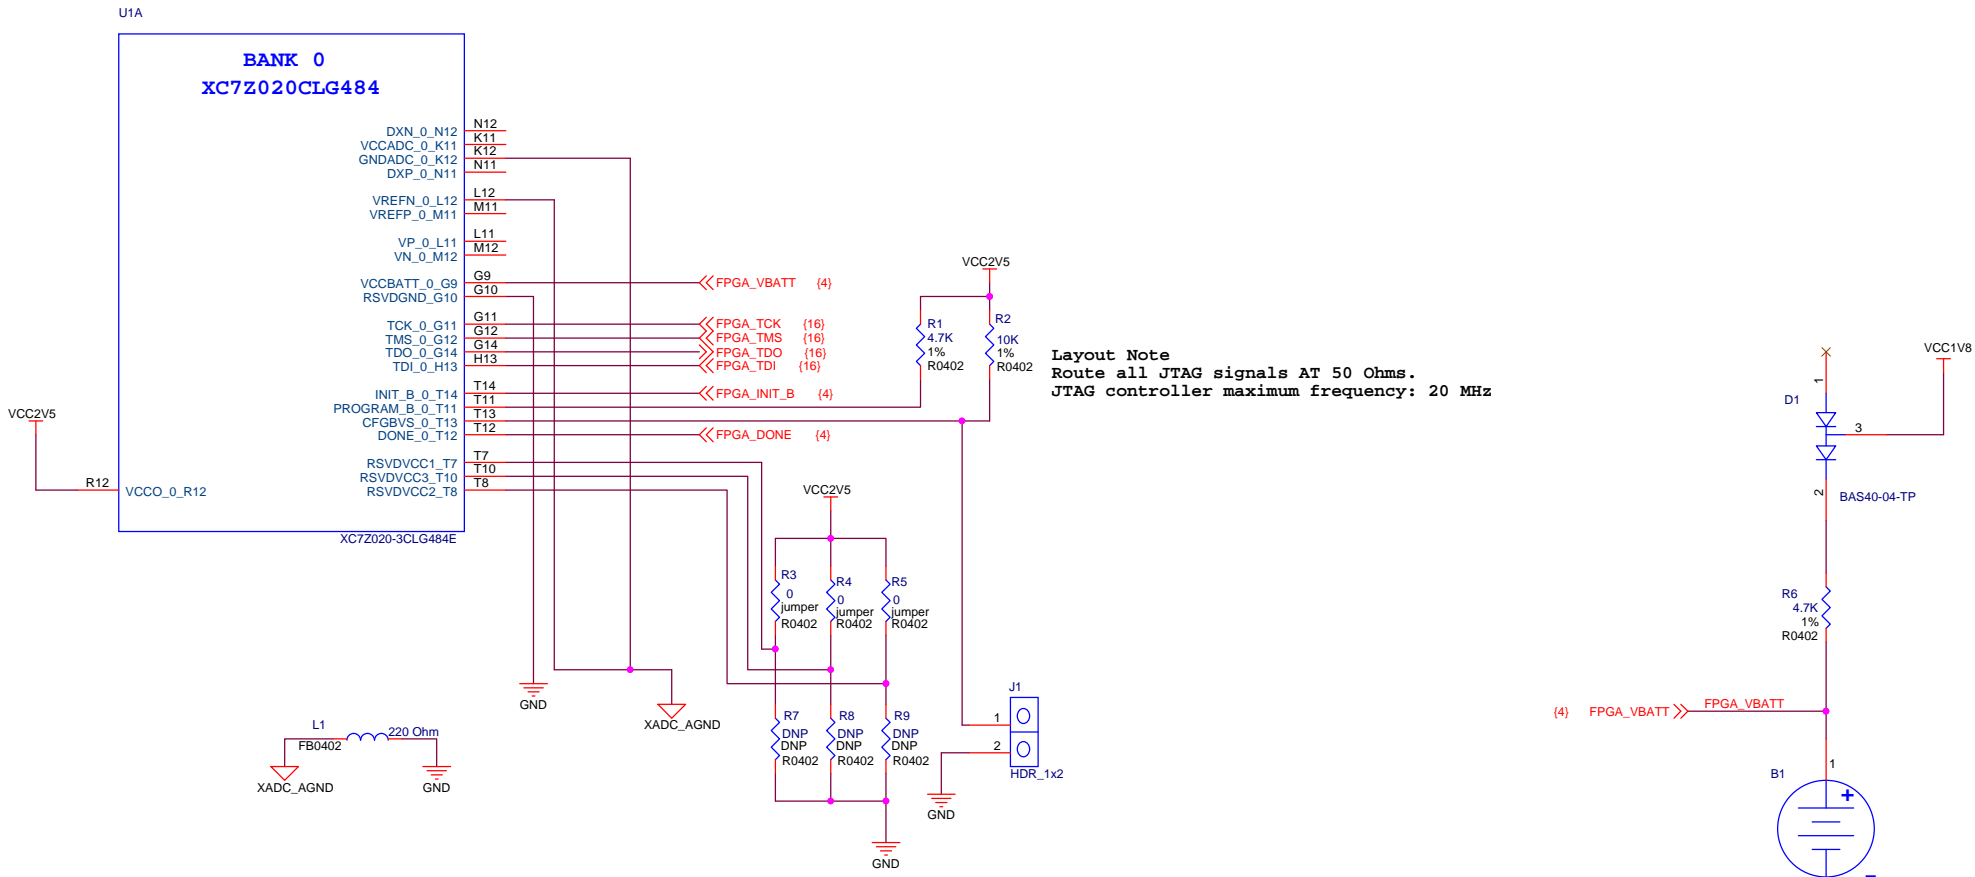 U1A
BANK 0
XC7Z020CLG484
DXN_0_N12 N12
VCCADC_0_K11 K11
GNDADC_0_K12 K12
DXP_0_N11 N11
VREFN_0_L12 L12
VREFP_0_M11 M11
VP_0_L11 L11
VN_0_M12 M12
VCCBATT_0_G9 G9 FPGA_VBATT {4}
RSVDGND_G10 G10
TCK_0_G11 G11 FPGA_TCK {16}
TMS_0_G12 G12 FPGA_TMS {16}
TDO_0_G14 G14 FPGA_TDO {16}
TDI_0_H13 H13 FPGA_TDI {16}
INIT_B_0_T14 T14 FPGA_INIT_B {4}
PROGRAM_B_0_T11 T11
CFGBVS_0_T13 T13
DONE_0_T12 T12 FPGA_DONE {4}
RSVDVCC1_T7 T7
RSVDVCC3_T10 T10
RSVDVCC2_T8 T8
VCC2V5
R12 VCCO_0_R12
XC7Z020-3CLG484E
VCC2V5
R1
4.7K
1%
R0402
R2
10K
1%
R0402
Layout Note
Route all JTAG signals AT 50 Ohms.
JTAG controller maximum frequency: 20 MHz
VCC2V5
R3
0
jumper
R0402
R4
0
jumper
R0402
R5
0
jumper
R0402
R7
DNP
DNP
R0402
R8
DNP
DNP
R0402
R9
DNP
DNP
R0402
GND
GND
XADC_AGND
L1
220 Ohm
FB0402
XADC_AGND
GND
J1
1
2
HDR_1x2
GND
VCC1V8
1
D1
3
2
BAS40-04-TP
R6
4.7K
1%
R0402
{4} FPGA_VBATT FPGA_VBATT
1
B1
+
-